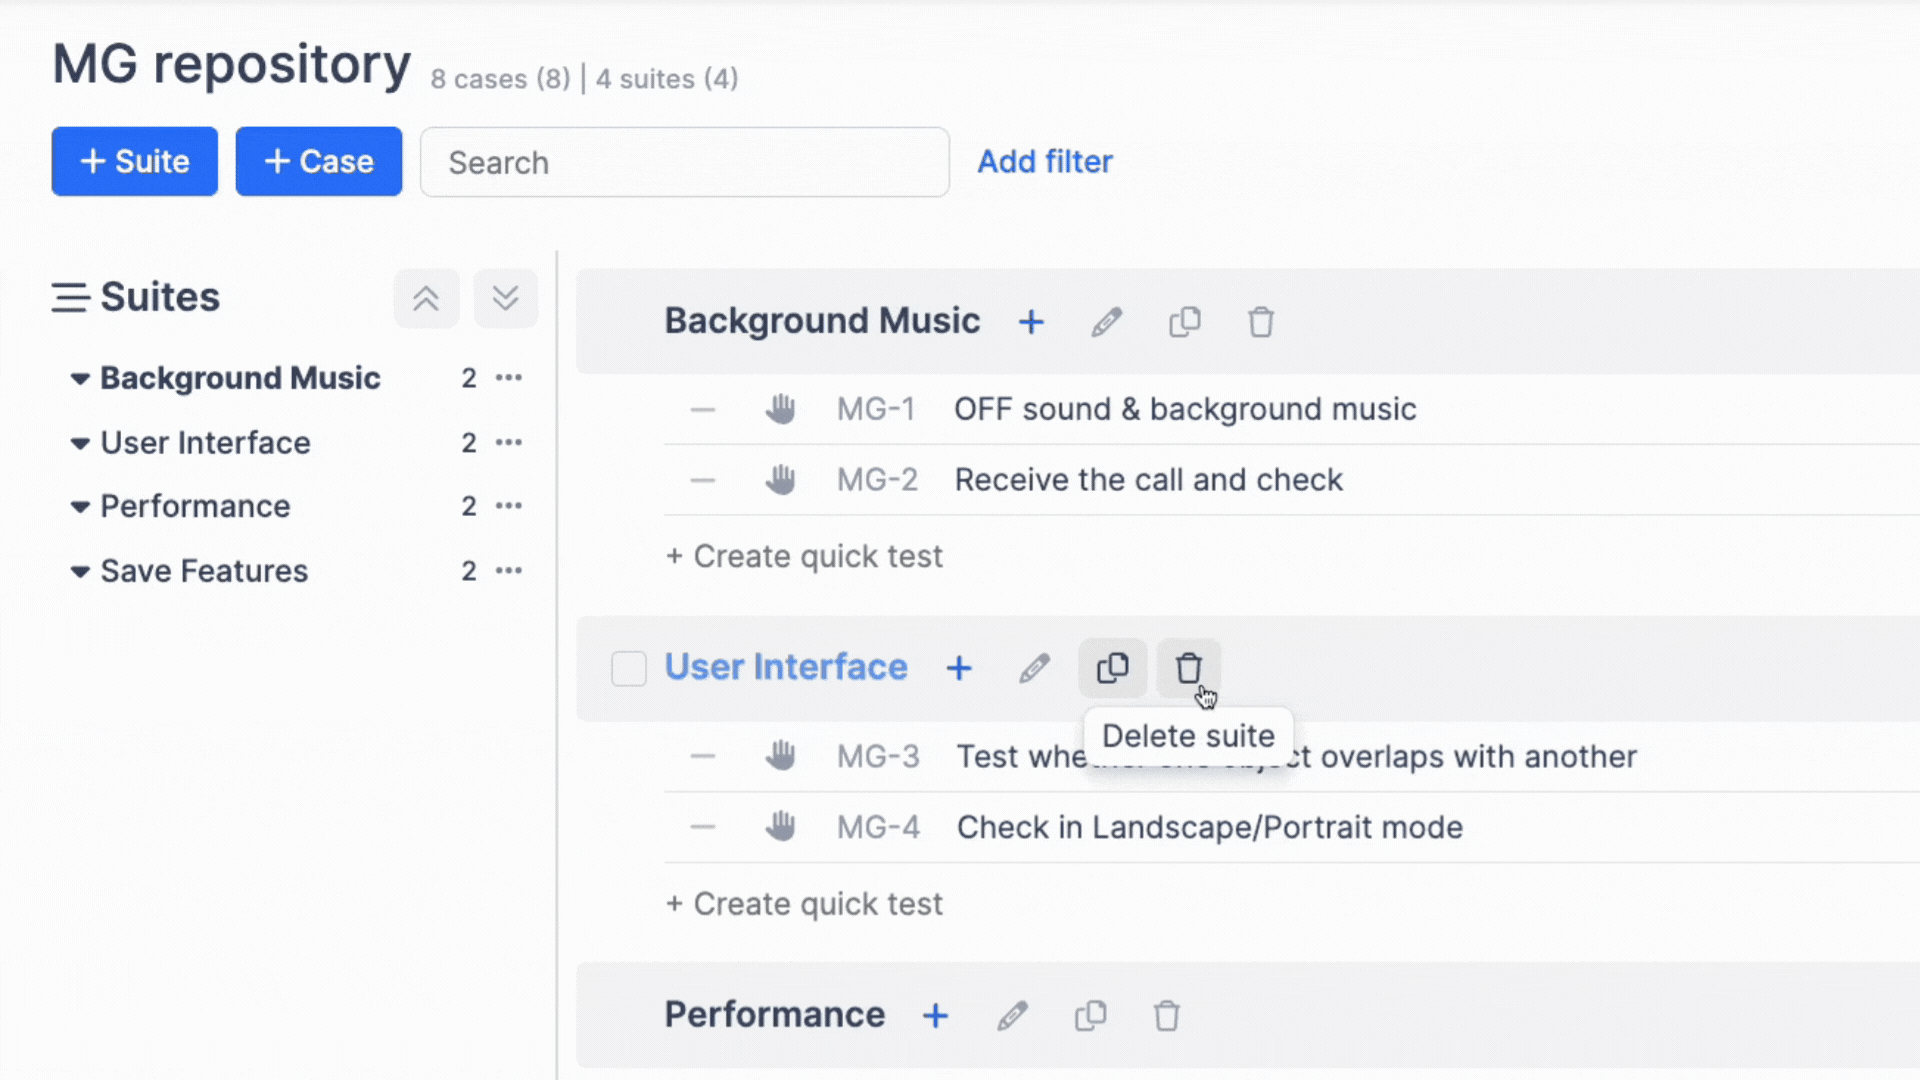 MG repository 8 cases (8) | 4 suites (4)
+ Suite + Case Search Add filter
Suites
Background Music 2
User Interface 2
Performance 2
Save Features 2
Background Music
MG-1 OFF sound & background music
MG-2 Receive the call and check
+ Create quick test
User Interface
Delete suite
MG-3 Test overlaps with another
MG-4 Check in Landscape/Portrait mode
+ Create quick test
Performance